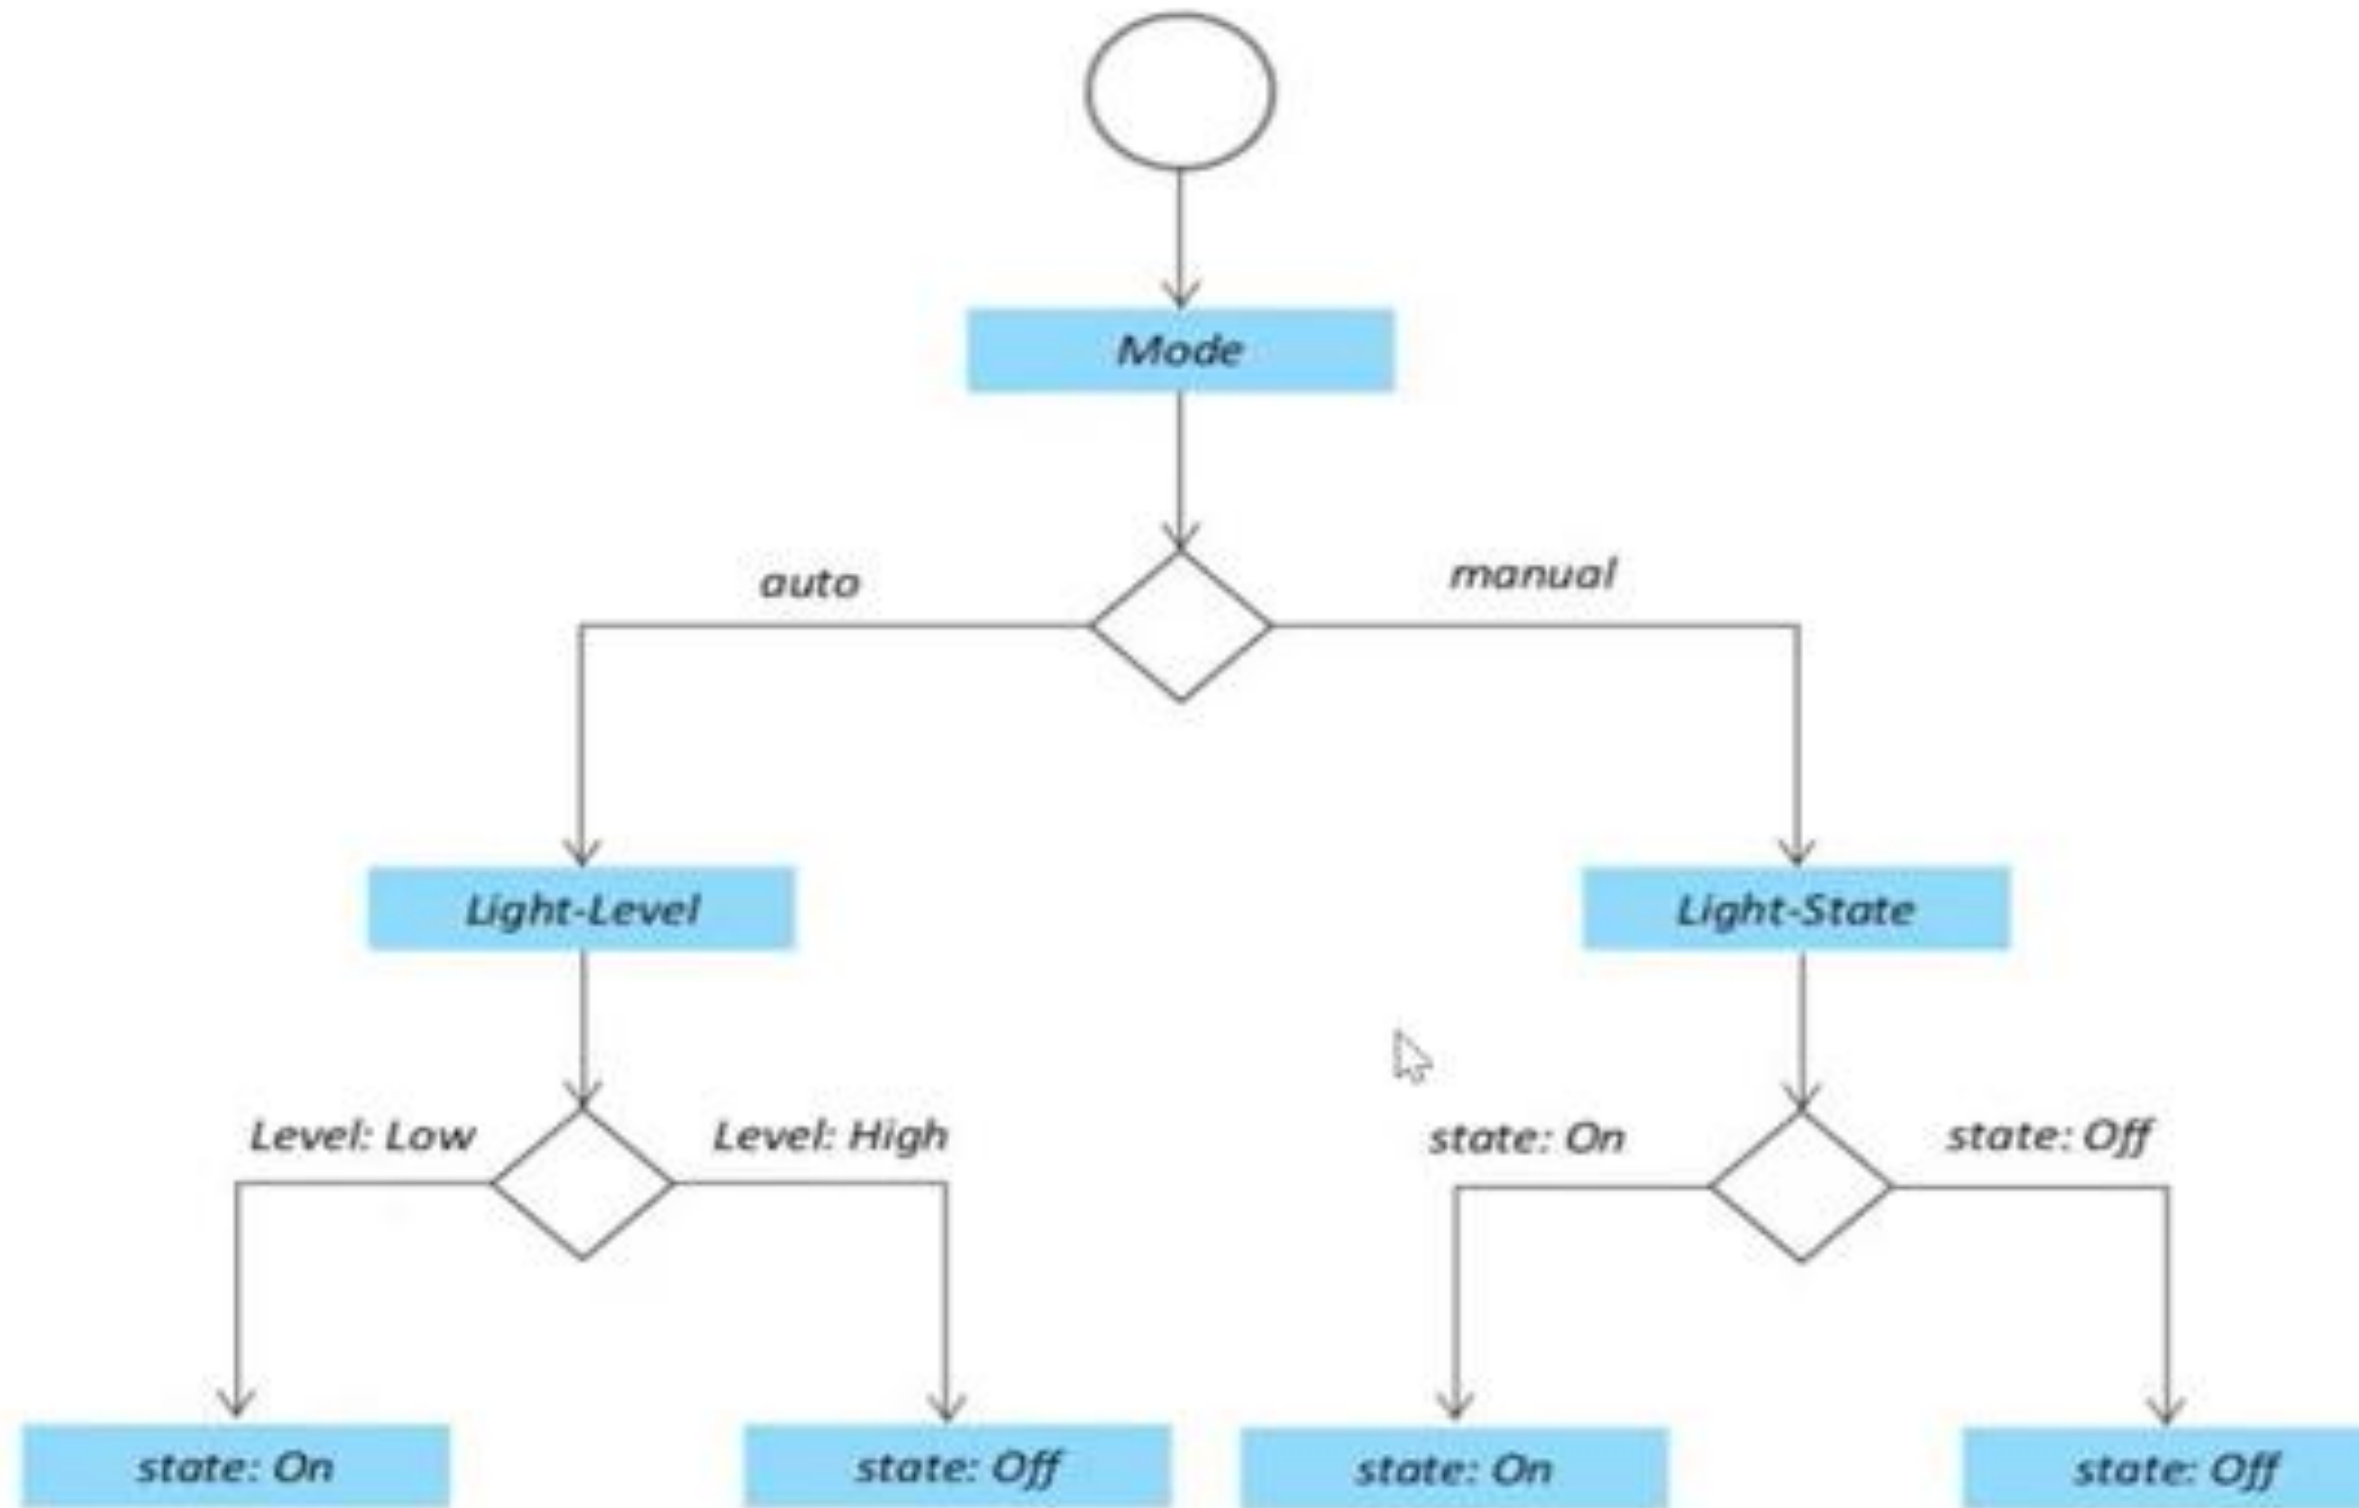 Mode
auto
manual
Light-Level
Light-State
Level: Low
Level: High
state: On
state: Off
state: On
state: Off
state: On
state: Off